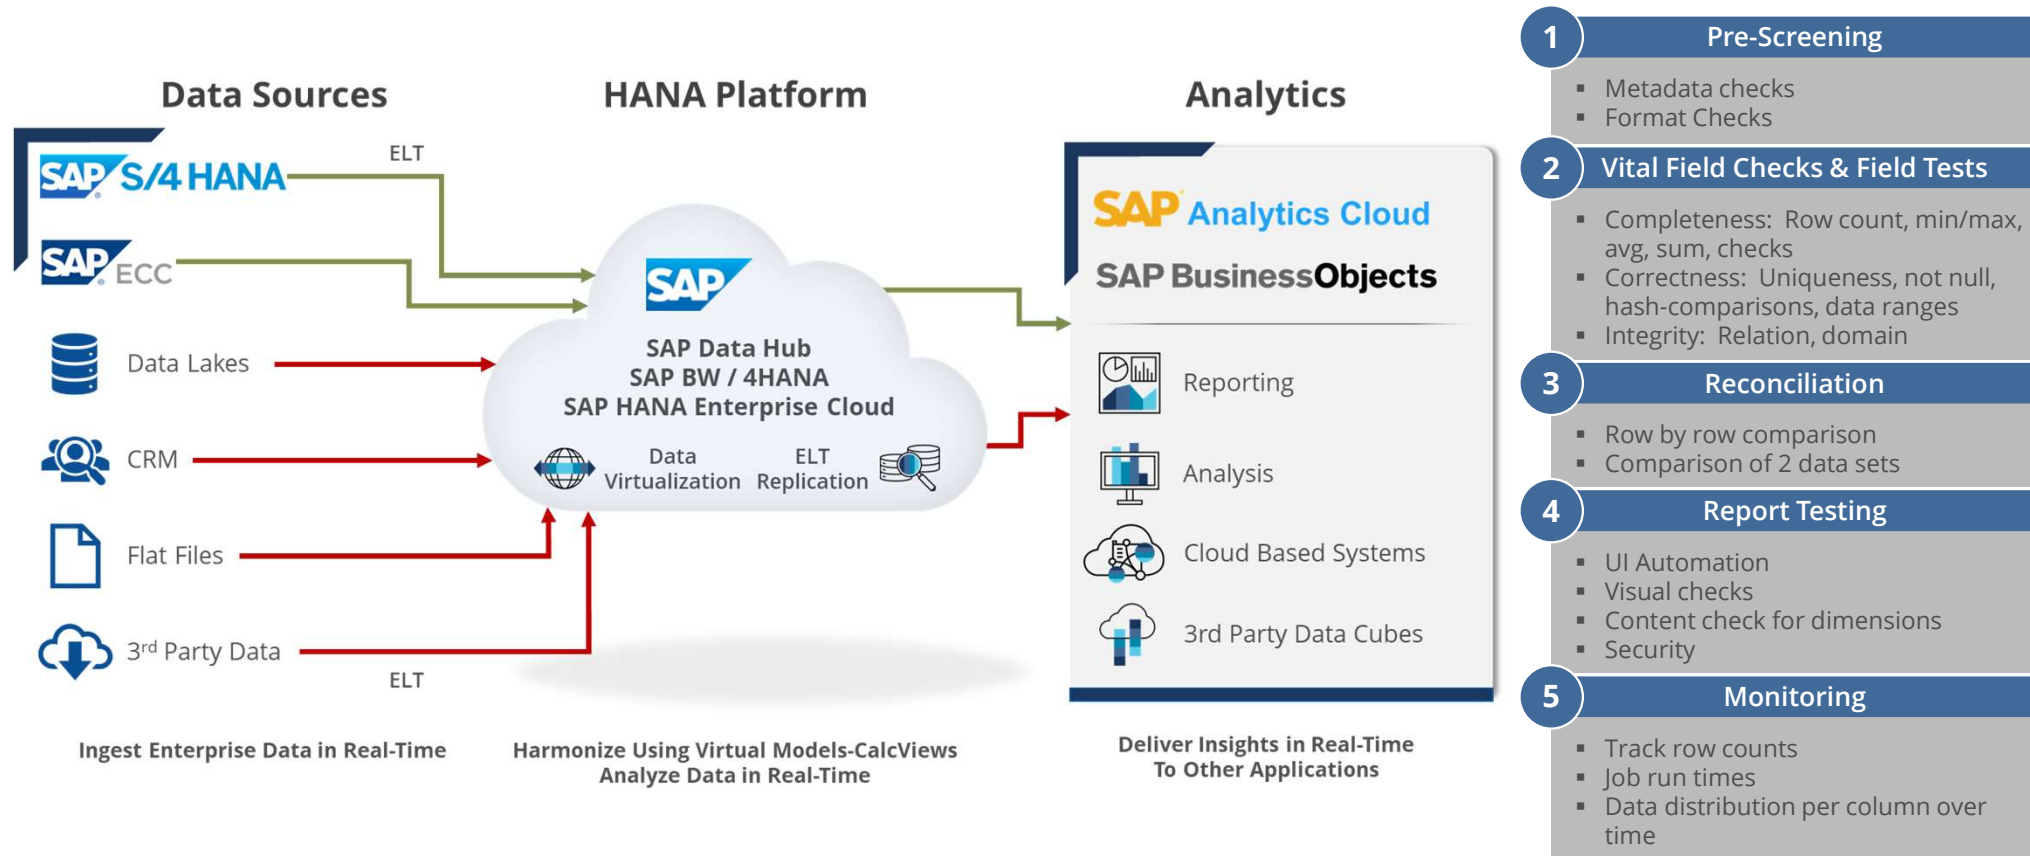 Data Sources
SAP S/4 HANA
®
ELT
SAP ECC
®
Data Lakes
CRM
Flat Files
3rd Party Data
ELT
Ingest Enterprise Data in Real-Time
HANA Platform
SAP
SAP Data Hub
SAP BW / 4HANA
SAP HANA Enterprise Cloud
Data
Virtualization
ELT
Replication
Harmonize Using Virtual Models-CalcViews
Analyze Data in Real-Time
Analytics
SAP Analytics Cloud
SAP BusinessObjects
Reporting
Analysis
Cloud Based Systems
3rd Party Data Cubes
Deliver Insights in Real-Time
To Other Applications
1 Pre-Screening
▪ Metadata checks
▪ Format Checks
2 Vital Field Checks & Field Tests
▪ Completeness: Row count, min/max,
avg, sum, checks
▪ Correctness: Uniqueness, not null,
hash-comparisons, data ranges
▪ Integrity: Relation, domain
3 Reconciliation
▪ Row by row comparison
▪ Comparison of 2 data sets
4 Report Testing
▪ UI Automation
▪ Visual checks
▪ Content check for dimensions
▪ Security
5 Monitoring
▪ Track row counts
▪ Job run times
▪ Data distribution per column over
time